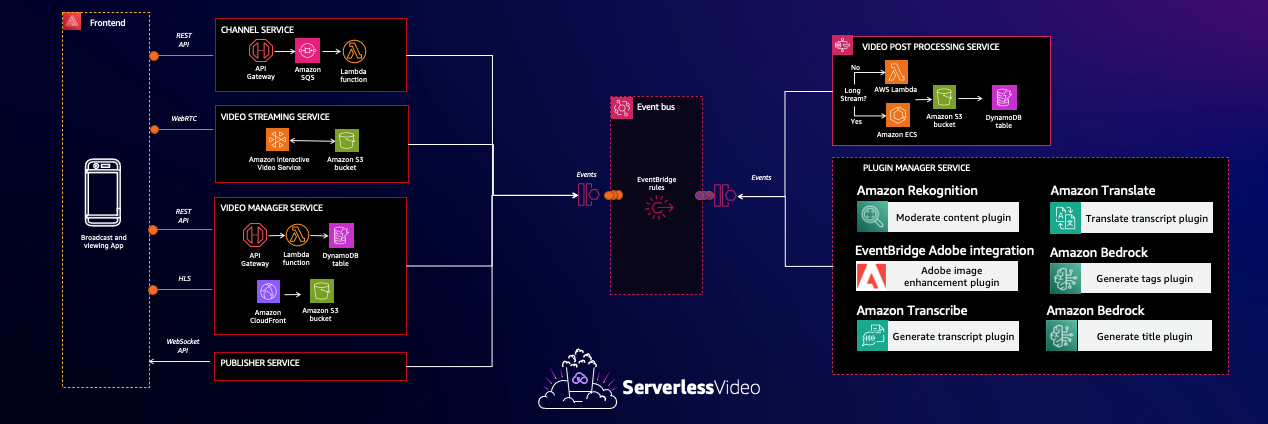 Frontend
Broadcast and
viewing App
REST
API
WebRTC
REST
API
HLS
WebSocket
API
CHANNEL SERVICE
API
Gateway
Amazon
SQS
Lambda
function
VIDEO STREAMING SERVICE
Amazon Interactive
Video Service
Amazon S3
bucket
VIDEO MANAGER SERVICE
API
Gateway
Lambda
function
DynamoDB
table
Amazon
CloudFront
Amazon S3
bucket
PUBLISHER SERVICE
Events
Event bus
EventBridge
rules
Events
VIDEO POST PROCESSING SERVICE
No
Long
Stream?
Yes
AWS Lambda
Amazon ECS
Amazon S3
bucket
DynamoDB
table
PLUGIN MANAGER SERVICE
Amazon Rekognition
Moderate content plugin
Amazon Translate
Translate transcript plugin
EventBridge Adobe integration
Adobe image
enhancement plugin
Amazon Bedrock
Generate tags plugin
Amazon Transcribe
Generate transcript plugin
Amazon Bedrock
Generate title plugin
ServerlessVideo